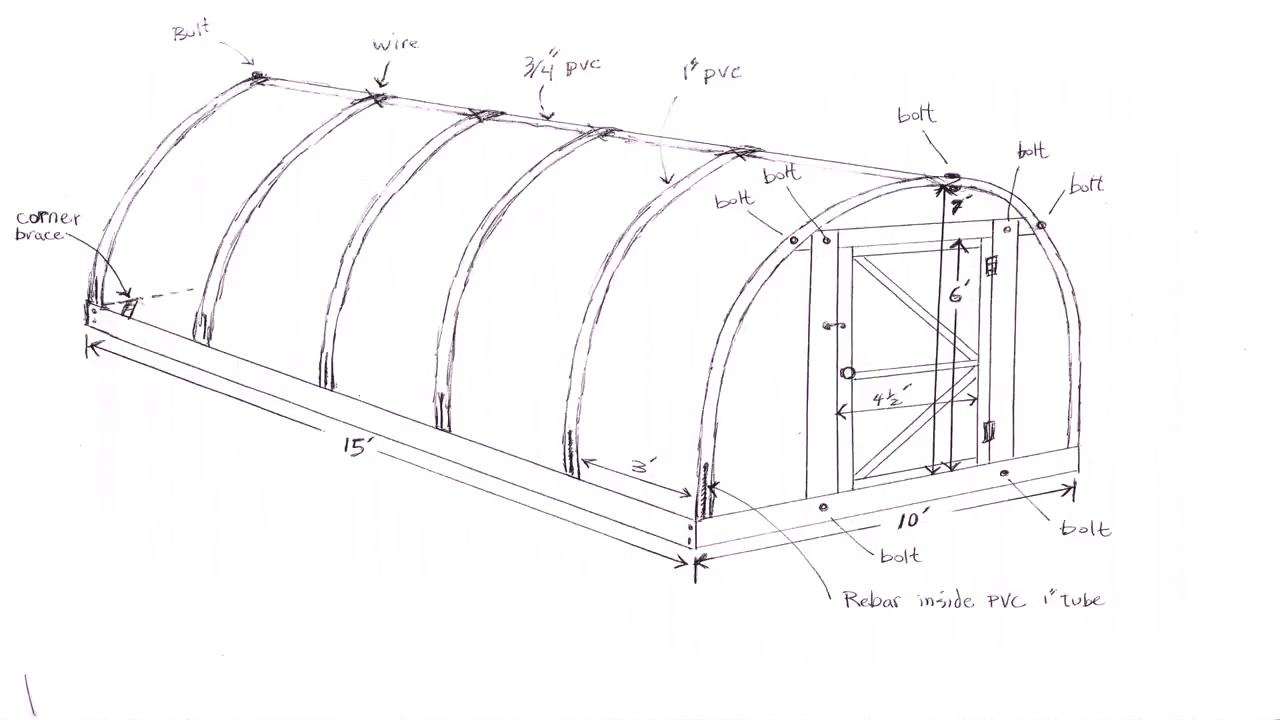 Bult
wire
3/4" pvc
1" pvc
bolt
bolt
bolt
bolt
bolt
corner
brace
7'
6'
4½'
15'
3'
10'
bolt
bolt
Rebar inside PVC 1" tube